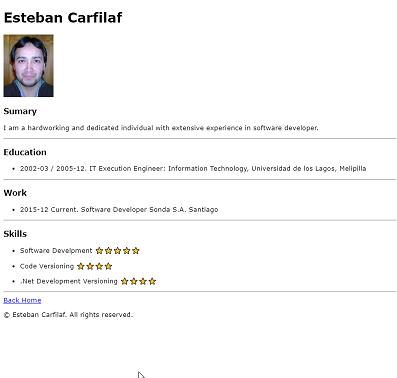 Esteban Carfilaf
Sumary
I am a hardworking and dedicated individual with extensive experience in software developer.
Education
2002-03 / 2005-12. IT Execution Engineer: Information Technology, Universidad de los Lagos, Melipilla
Work
2015-12 Current. Software Developer Sonda S.A. Santiago
Skills
Software Develpment
Code Versioning
.Net Development Versioning
Back Home
© Esteban Carfilaf. All rights reserved.